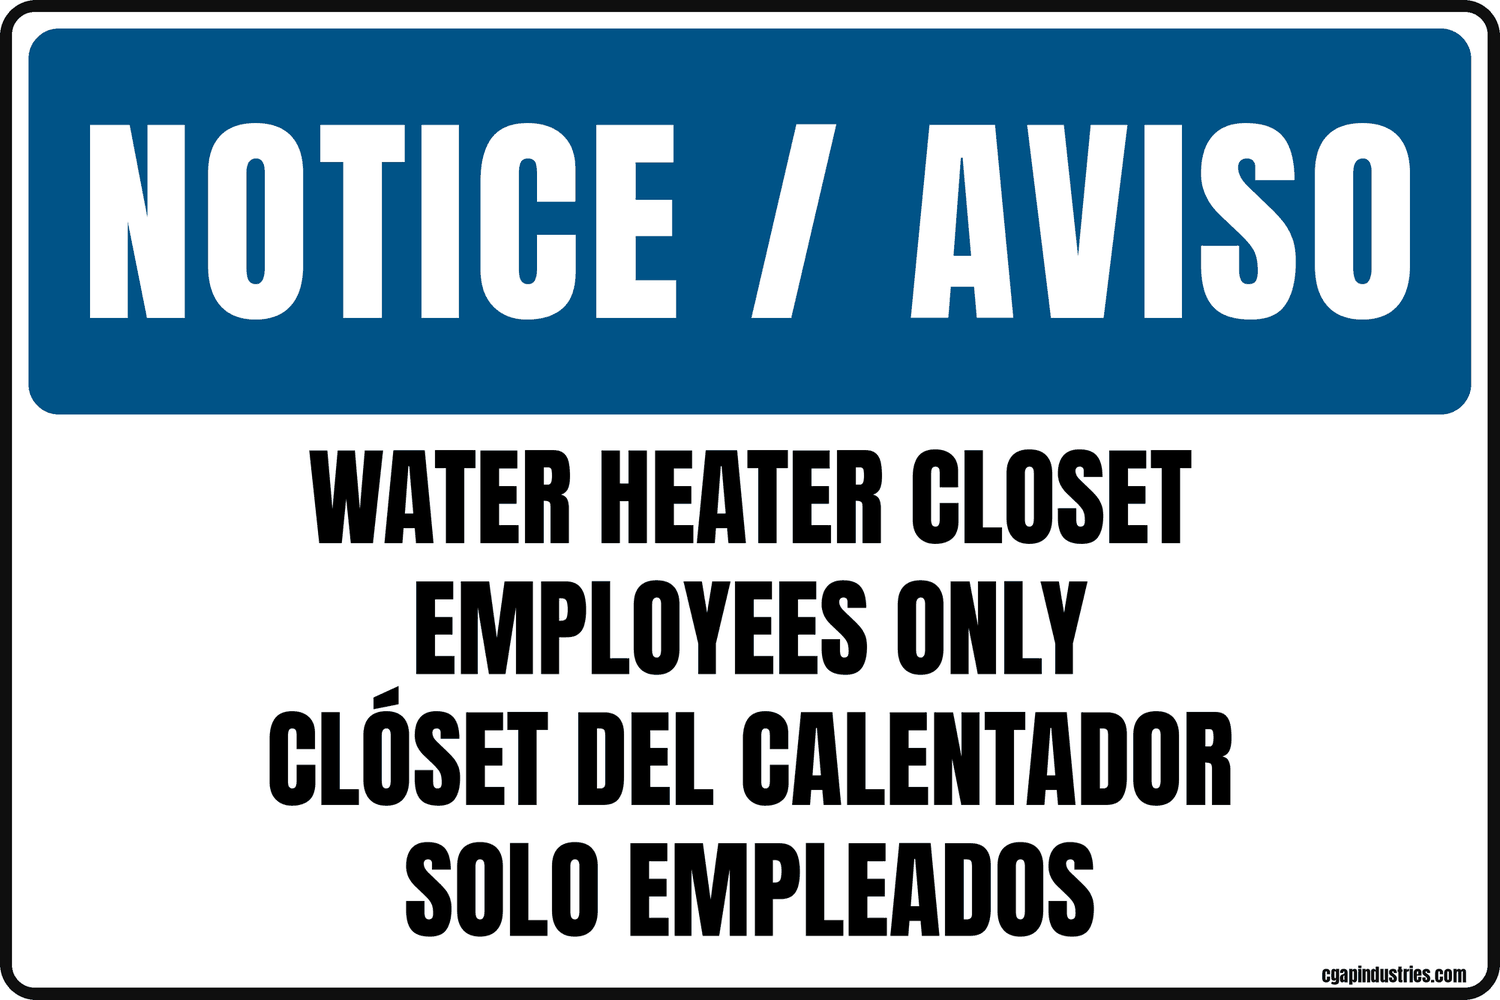 NOTICE / AVISO
WATER HEATER CLOSET
EMPLOYEES ONLY
CLÓSET DEL CALENTADOR
SOLO EMPLEADOS
cgapindustries.com